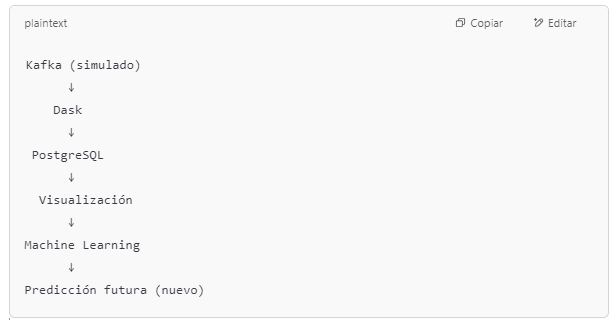 plaintext
Copiar
Editar
Kafka (simulado)
↓
Dask
↓
PostgreSQL
↓
Visualización
↓
Machine Learning
↓
Predicción futura (nuevo)